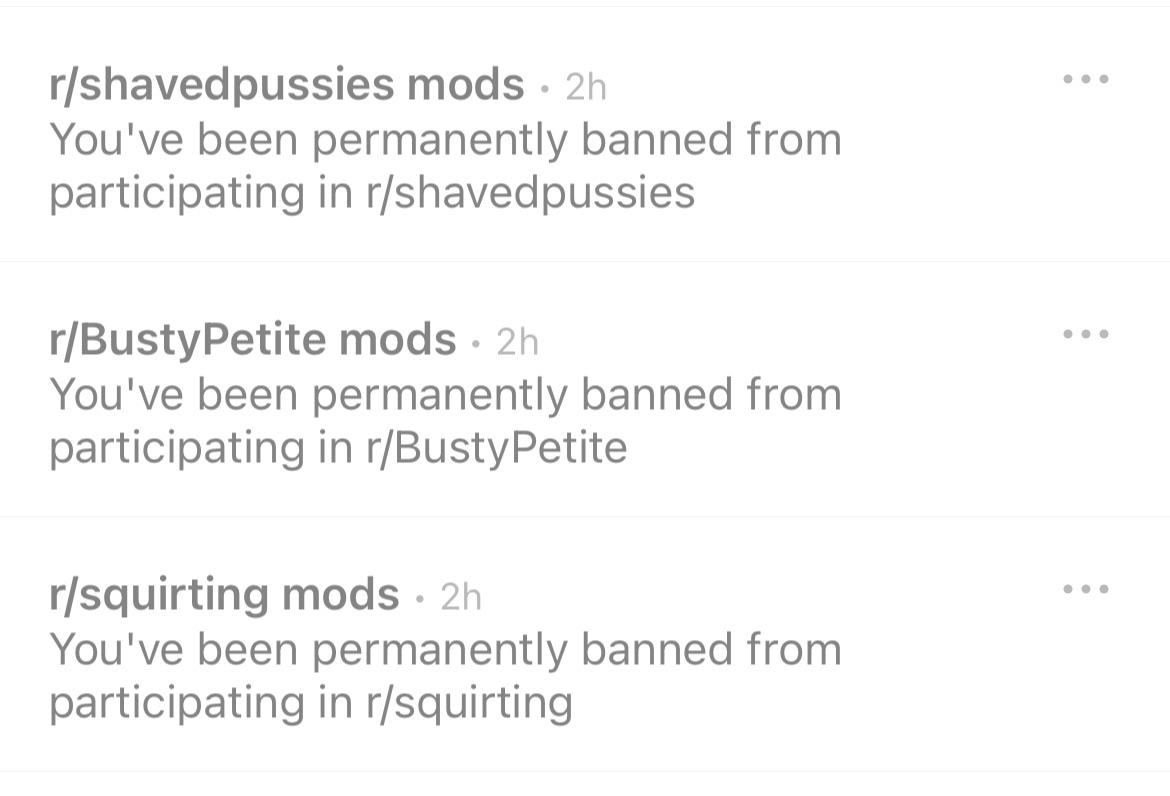 r/shavedpussies mods • 2h
You've been permanently banned from
participating in r/shavedpussies
r/BustyPetite mods • 2h
You've been permanently banned from
participating in r/BustyPetite
r/squirting mods • 2h
You've been permanently banned from
participating in r/squirting